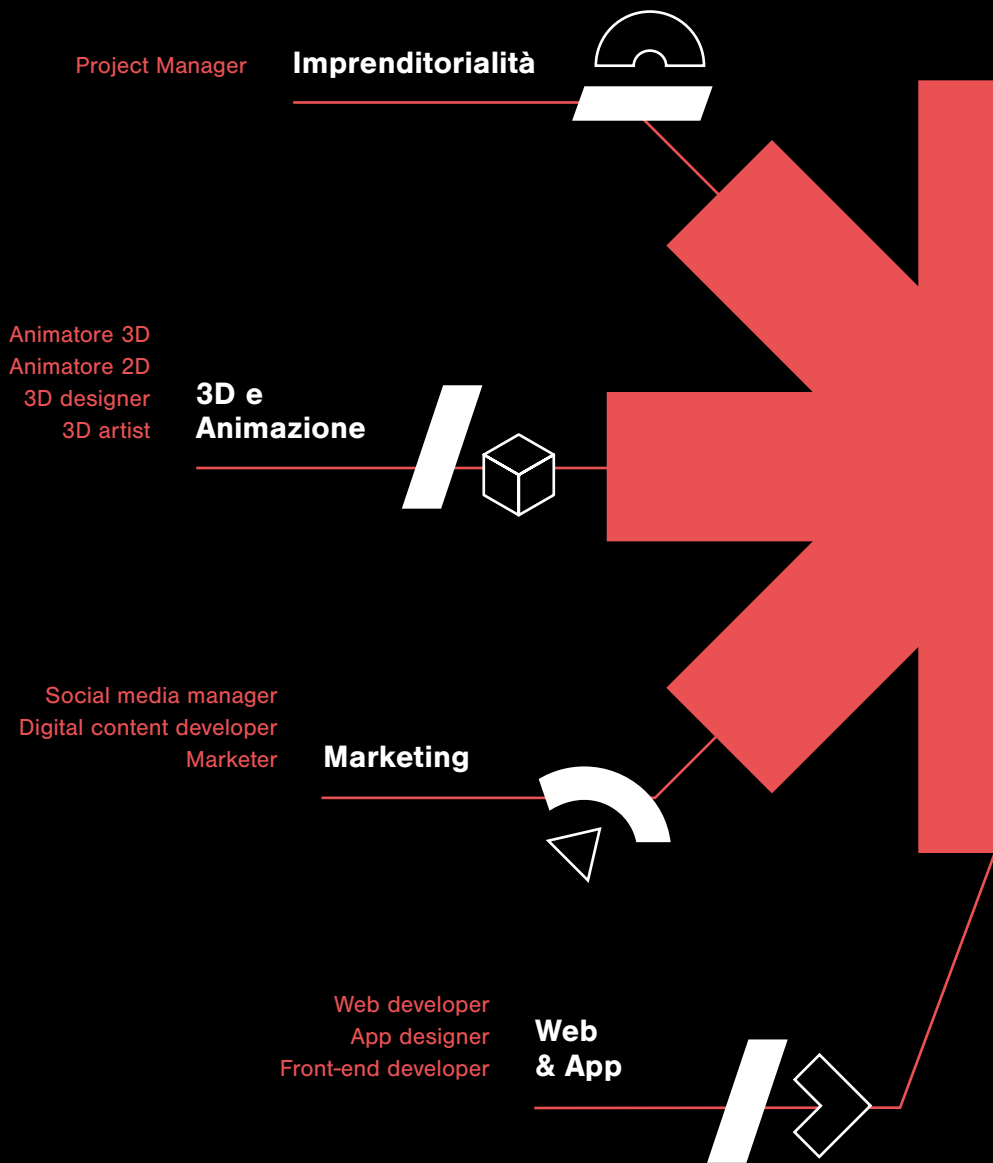 Project Manager
Imprenditorialità
Animatore 3D
Animatore 2D
3D designer
3D artist
3D e
Animazione
Social media manager
Digital content developer
Marketer
Marketing
Web developer
App designer
Front-end developer
Web
& App